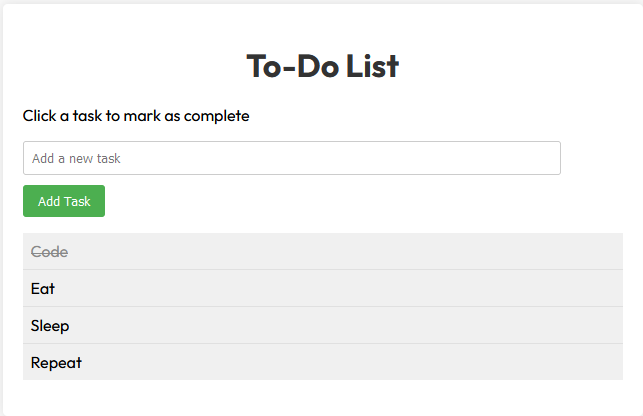 To-Do List
Click a task to mark as complete
Add a new task
Add Task
Code
Eat
Sleep
Repeat